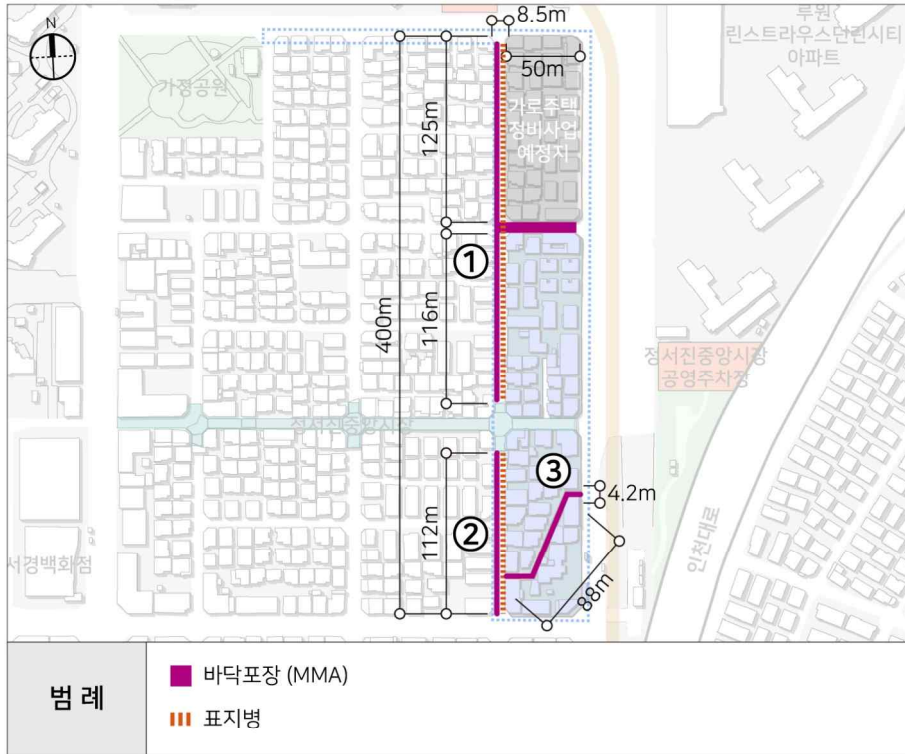 N
8.5m
루원
린스트라우스더린시티
아파트
50m
가정공원
가로주택
정비사업
예정지
125m
①
116m
400m
정서진중앙시장
공영주차장
정서진중앙시장
③
4.2m
112m
②
서경백화점
88m
인천대로
범 례
바닥포장 (MMA)
표지병